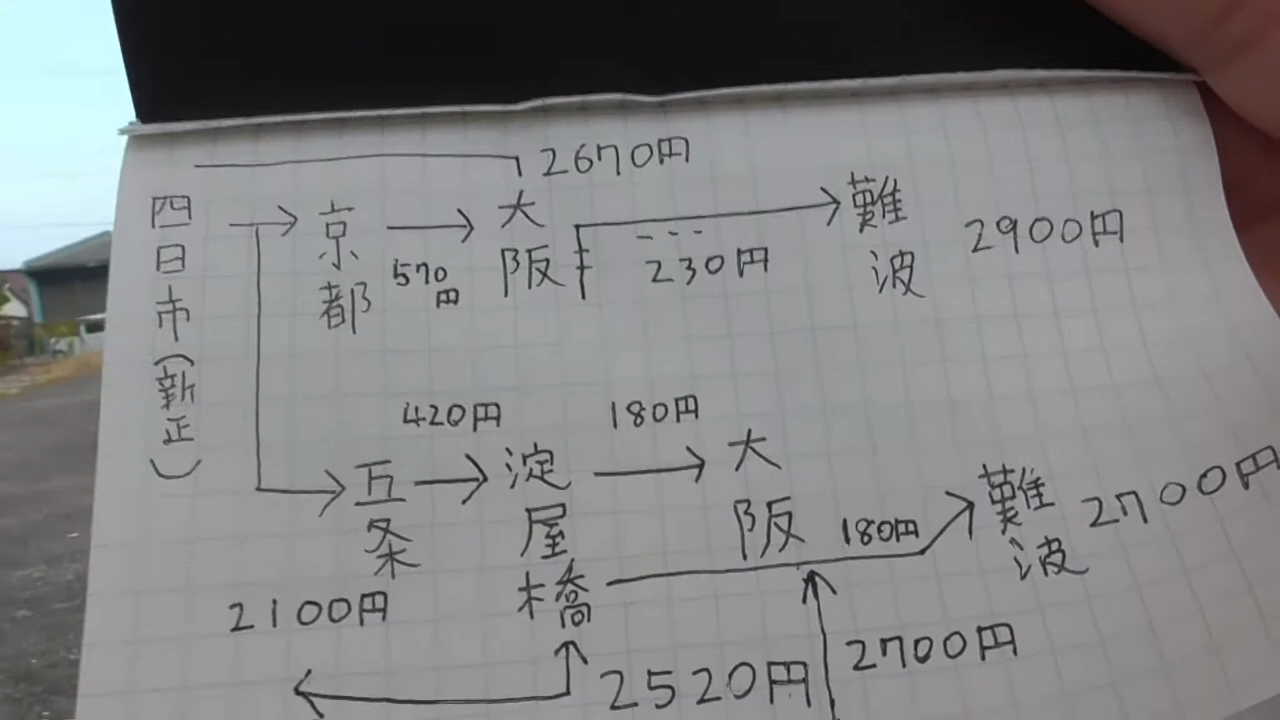 2670円
四日市(新正)
京都
570円
大阪
230円
難波
2900円
420円
180円
五条
淀屋橋
大阪
180円
難波
2700円
2100円
2520円
2700円